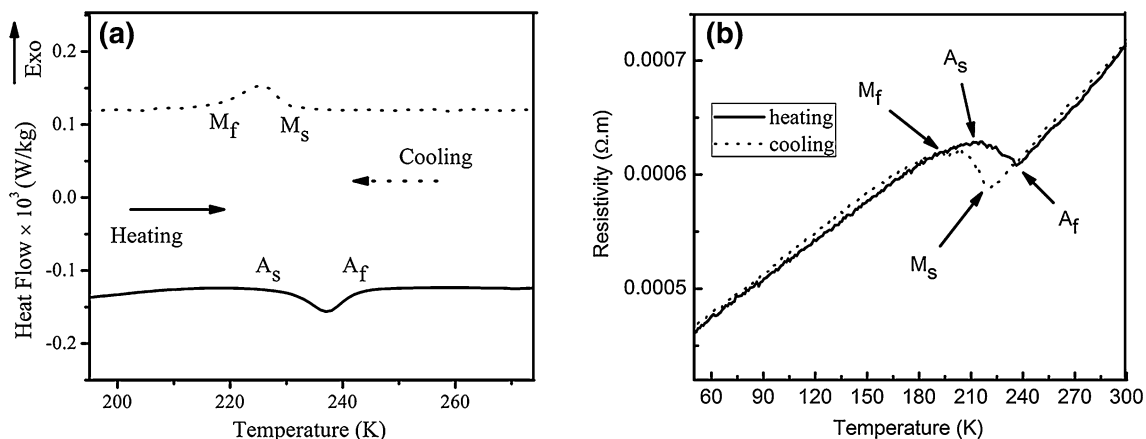 (a)
Exo
Heat Flow × 10³ (W/kg)
0.2
0.1
0.0
-0.1
-0.2
M_f
M_s
Cooling
Heating
A_s
A_f
200
220
240
260
Temperature (K)
(b)
Resistivity (Ω.m)
0.0007
0.0006
0.0005
heating
cooling
M_f
A_s
M_s
A_f
60
90
120
150
180
210
240
270
300
Temperature (K)